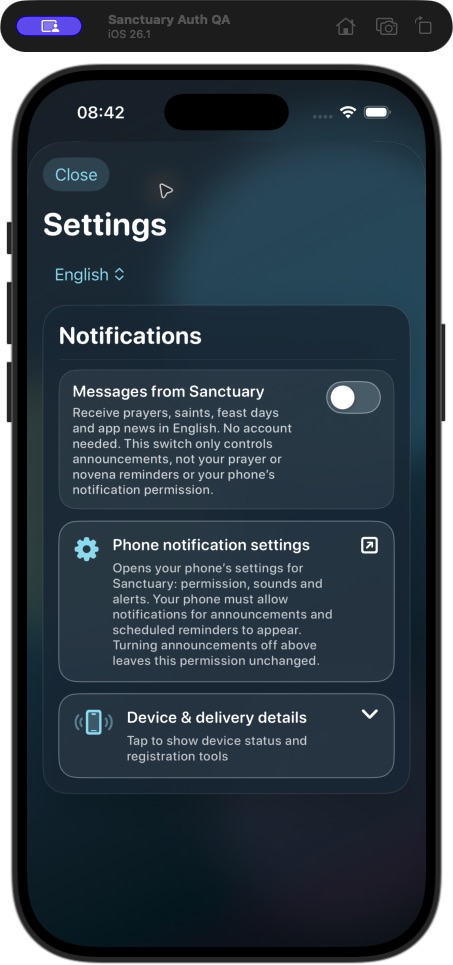 Sanctuary Auth QA
iOS 26.1
08:42
Close
Settings
English
Notifications
Messages from Sanctuary
Receive prayers, saints, feast days
and app news in English. No account
needed. This switch only controls
announcements, not your prayer or
novena reminders or your phone's
notification permission.
Phone notification settings
Opens your phone's settings for
Sanctuary: permission, sounds and
alerts. Your phone must allow
notifications for announcements and
scheduled reminders to appear.
Turning announcements off above
leaves this permission unchanged.
Device & delivery details
Tap to show device status and
registration tools